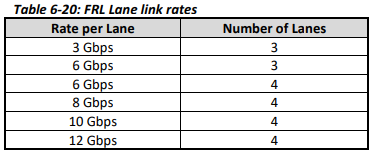 Table 6-20: FRL Lane link rates
Rate per Lane Number of Lanes
3 Gbps 3
6 Gbps 3
6 Gbps 4
8 Gbps 4
10 Gbps 4
12 Gbps 4